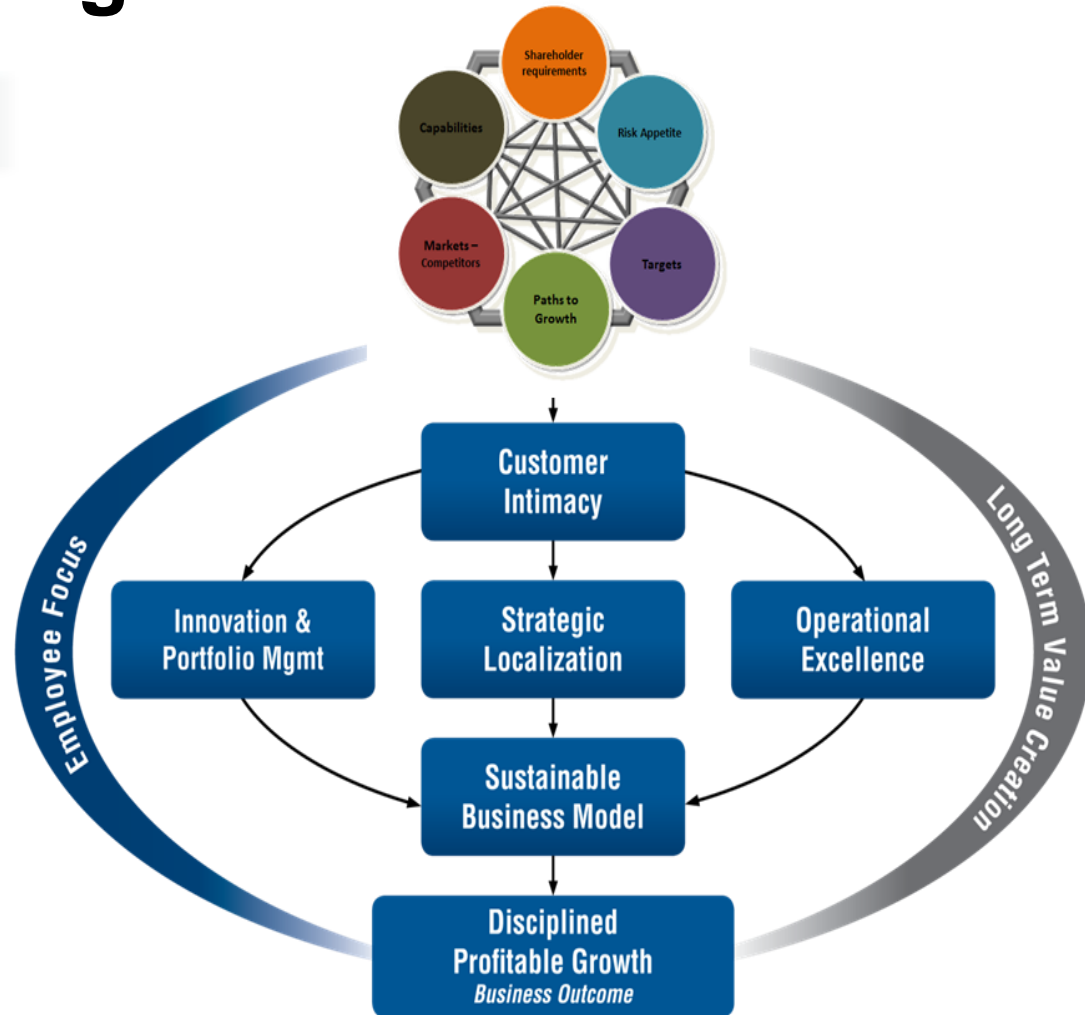 g
Shareholder
requirements
Capabilities
Risk Appetite
Markets –
Competitors
Targets
Paths to
Growth
Customer
Intimacy
Employee Focus
Long Term Value Creation
Innovation &
Portfolio Mgmt
Strategic
Localization
Operational
Excellence
Sustainable
Business Model
Disciplined
Profitable Growth
Business Outcome